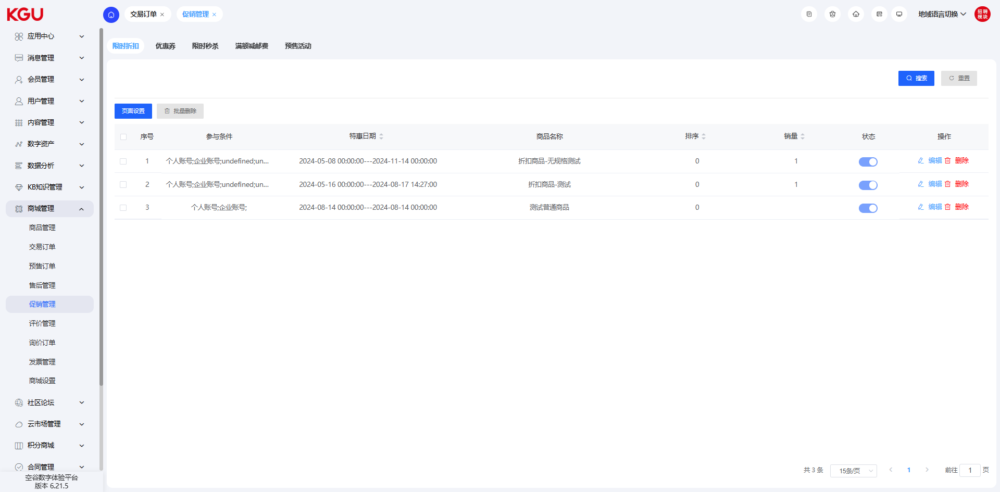 KGU
交易订单
促销管理
地域语言切换
招聘
模块
应用中心
消息管理
会员管理
用户管理
内容管理
数字资产
数据分析
KB知识管理
商城管理
商品管理
交易订单
预售订单
售后管理
促销管理
评价管理
询价订单
发票管理
商城设置
社区论坛
云市场管理
积分商城
合同管理
空谷数字体验平台
版本 6.21.5
限时折扣 优惠券 限时秒杀 满额减邮费 预售活动
搜索 重置
页面设置 批量删除
序号 参与条件 特惠日期 商品名称 排序 销量 状态 操作
1 个人账号;企业账号;undefined;un... 2024-05-08 00:00:00---2024-11-14 00:00:00 折扣商品-无规格测试 0 1 编辑 删除
2 个人账号;企业账号;undefined;un... 2024-05-16 00:00:00---2024-08-17 14:27:00 折扣商品-测试 0 1 编辑 删除
3 个人账号;企业账号; 2024-08-14 00:00:00---2024-08-14 00:00:00 测试普通商品 0 编辑 删除
共 3 条 15条/页 1 前往 1 页